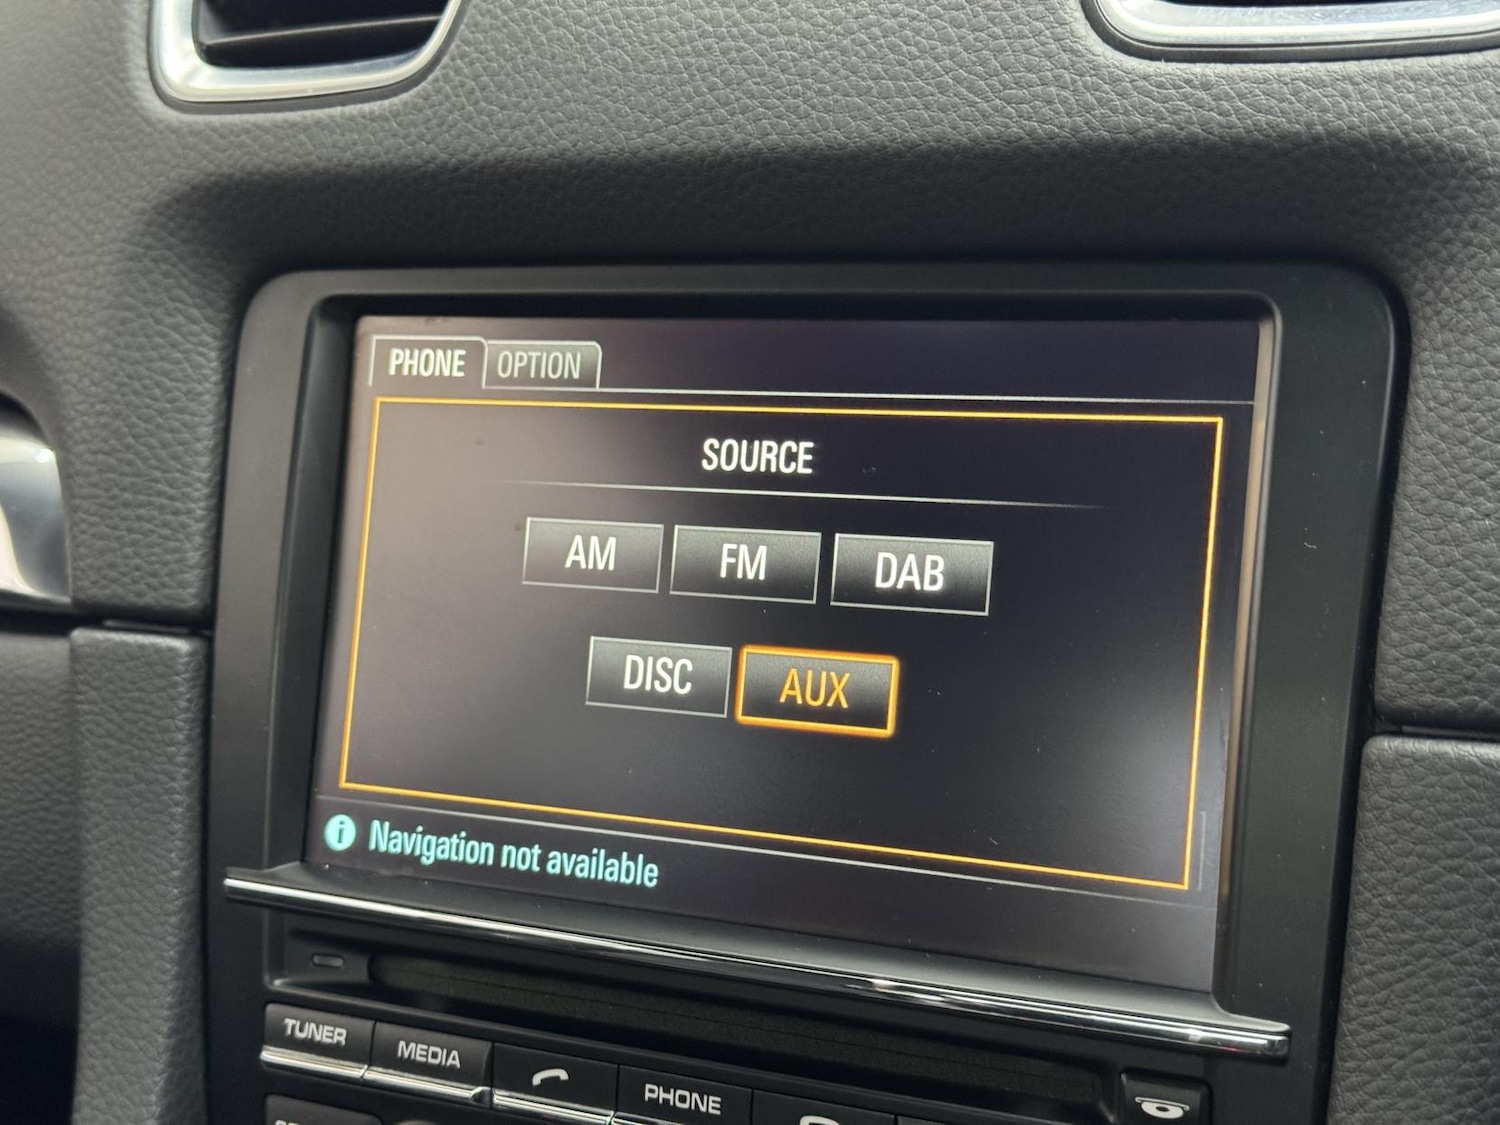 PHONE OPTION
SOURCE
AM FM DAB
DISC AUX
Navigation not available
TUNER MEDIA PHONE